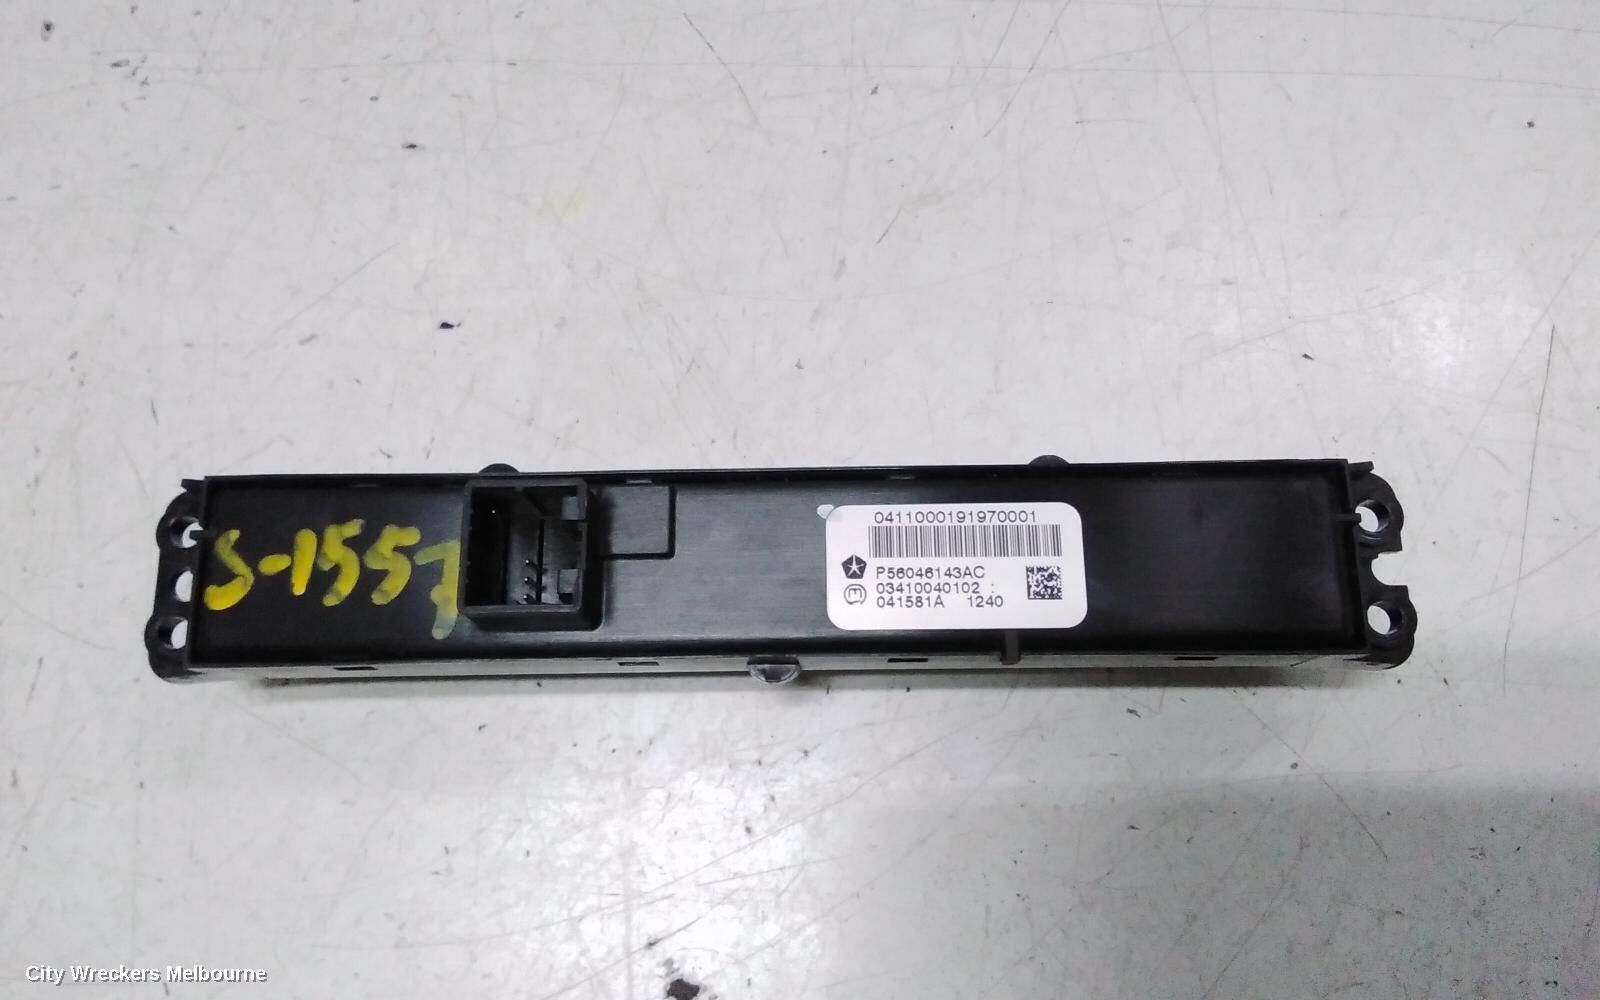 S-1557
0411000191970001
P56046143AC
03410040102 :
041581A 1240
City Wreckers Melbourne